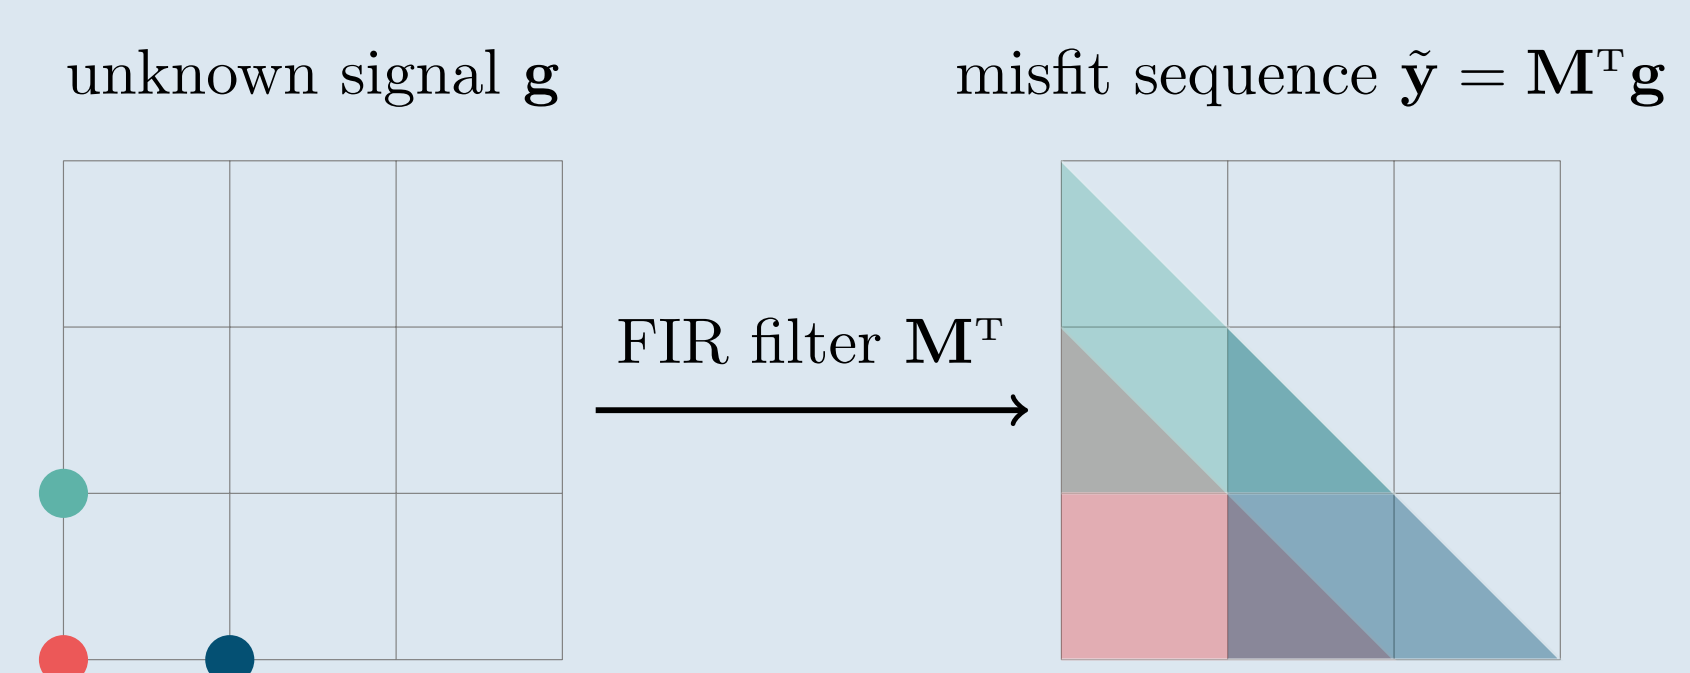 unknown signal g
misfit sequence ỹ = Mᵀg
FIR filter Mᵀ